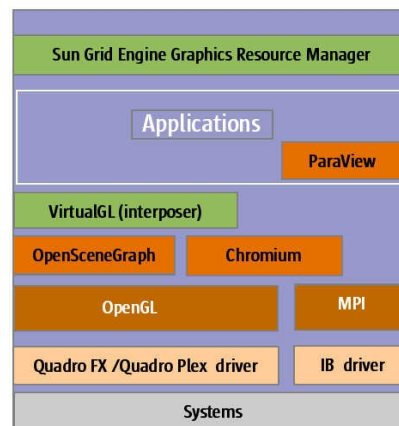 Sun Grid Engine Graphics Resource Manager
Applications
ParaView
VirtualGL (interposer)
OpenSceneGraph
Chromium
OpenGL
MPI
Quadro FX /Quadro Plex driver
IB driver
Systems